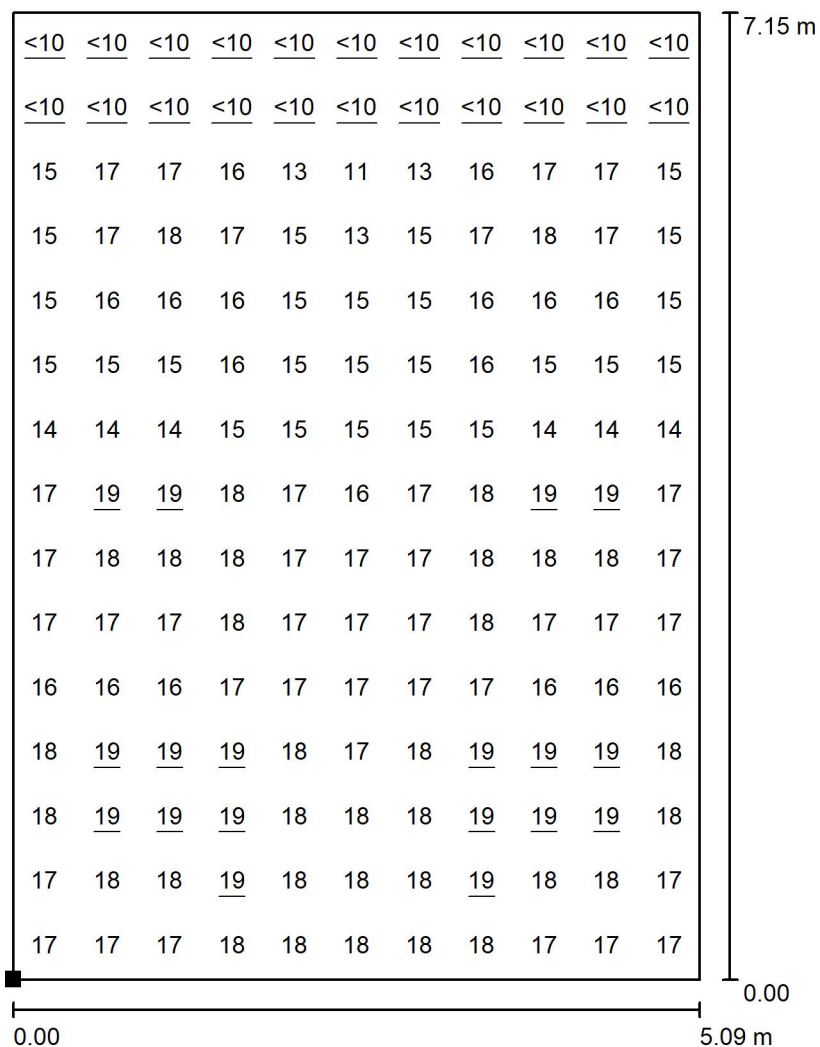 7.15 m
<10 <10 <10 <10 <10 <10 <10 <10 <10 <10 <10
<10 <10 <10 <10 <10 <10 <10 <10 <10 <10 <10
15 17 17 16 13 11 13 16 17 17 15
15 17 18 17 15 13 15 17 18 17 15
15 16 16 16 15 15 15 16 16 16 15
15 15 15 16 15 15 15 16 15 15 15
14 14 14 15 15 15 15 15 14 14 14
17 19 19 18 17 16 17 18 19 19 17
17 18 18 18 17 17 17 18 18 18 17
17 17 17 18 17 17 17 18 17 17 17
16 16 16 17 17 17 17 17 16 16 16
18 19 19 19 18 17 18 19 19 19 18
18 19 19 19 18 18 18 19 19 19 18
17 18 18 19 18 18 18 19 18 18 17
17 17 17 18 18 18 18 18 17 17 17
0.00
0.00 5.09 m